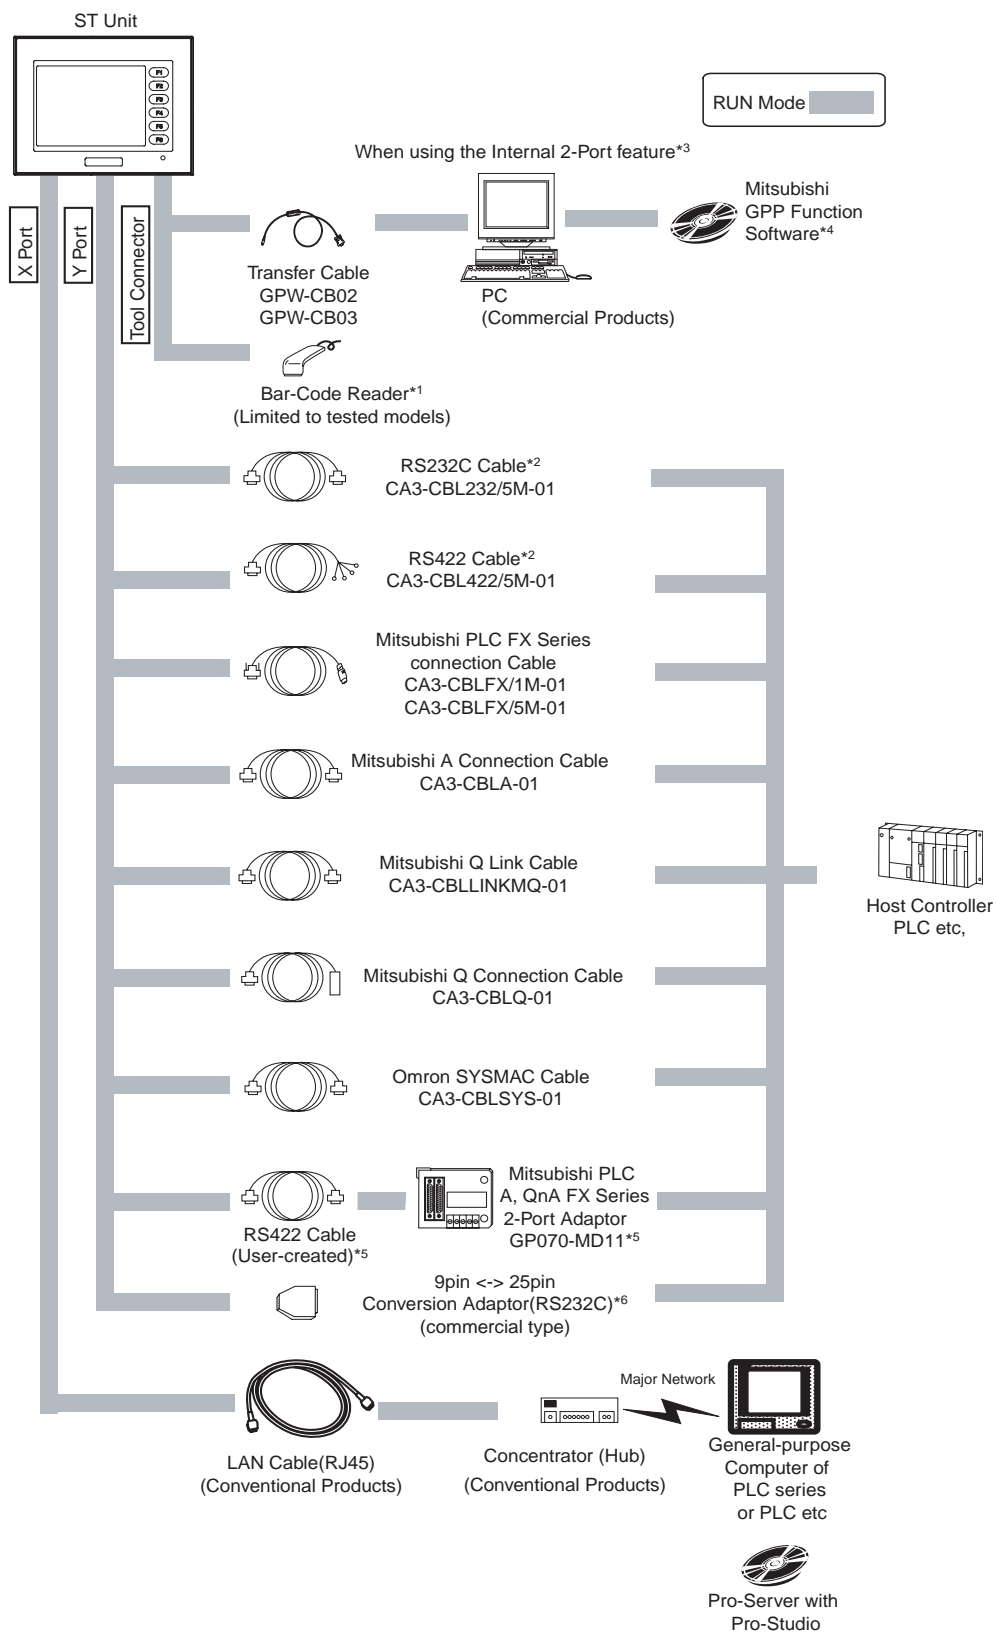 ST Unit
F1
F2
F3
F4
F5
F6
RUN Mode
When using the Internal 2-Port feature*3
X Port
Y Port
Tool Connector
Mitsubishi
GPP Function
Software*4
Transfer Cable
GPW-CB02
GPW-CB03
PC
(Commercial Products)
Bar-Code Reader*1
(Limited to tested models)
RS232C Cable*2
CA3-CBL232/5M-01
RS422 Cable*2
CA3-CBL422/5M-01
Mitsubishi PLC FX Series
connection Cable
CA3-CBLFX/1M-01
CA3-CBLFX/5M-01
Mitsubishi A Connection Cable
CA3-CBLA-01
Mitsubishi Q Link Cable
CA3-CBLLINKMQ-01
Host Controller
PLC etc,
Mitsubishi Q Connection Cable
CA3-CBLQ-01
Omron SYSMAC Cable
CA3-CBLSYS-01
RS422 Cable
(User-created)*5
Mitsubishi PLC
A, QnA FX Series
2-Port Adaptor
GP070-MD11*5
9pin <-> 25pin
Conversion Adaptor(RS232C)*6
(commercial type)
LAN Cable(RJ45)
(Conventional Products)
Concentrator (Hub)
(Conventional Products)
Major Network
General-purpose
Computer of
PLC series
or PLC etc
Pro-Server with
Pro-Studio